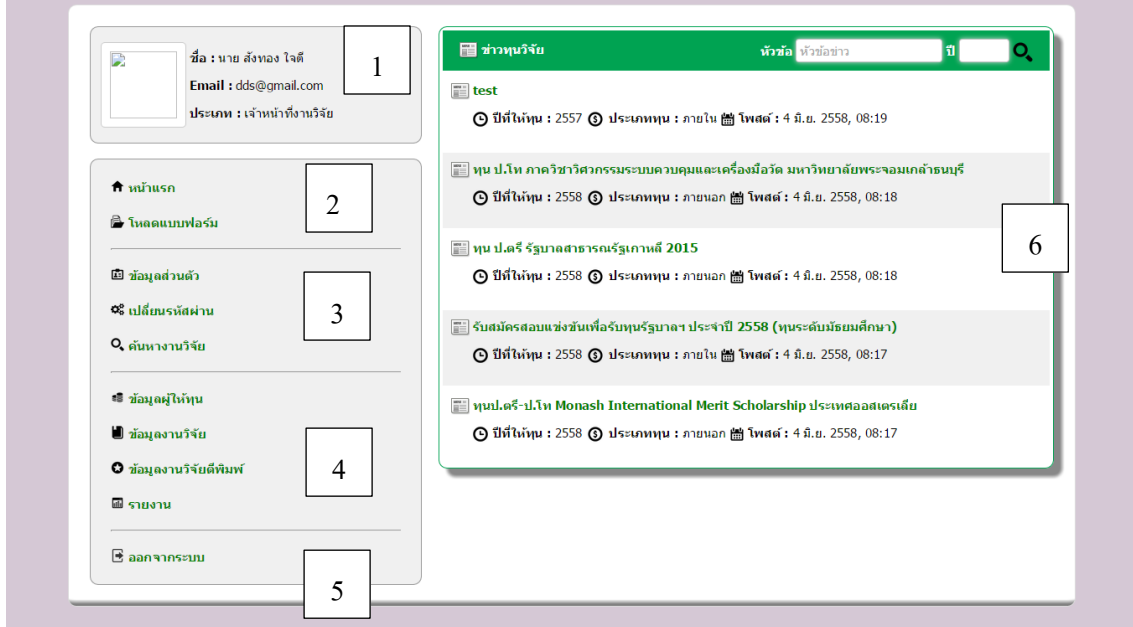 ชื่อ : นาย สังทอง ใจดี
Email : dds@gmail.com
ประเภท : เจ้าหน้าที่งานวิจัย
1
หน้าแรก
โหลดแบบฟอร์ม
2
ข้อมูลส่วนตัว
เปลี่ยนรหัสผ่าน
ค้นหางานวิจัย
3
ข้อมูลผู้ให้ทุน
ข้อมูลงานวิจัย
ข้อมูลงานวิจัยตีพิมพ์
รายงาน
4
ออกจากระบบ
5
ข่าวทุนวิจัย หัวข้อ หัวข้อข่าว ปี
test
ปีที่ให้ทุน : 2557 ประเภททุน : ภายใน โพสต์ : 4 มิ.ย. 2558, 08:19
ทุน ป.โท ภาควิชาวิศวกรรมระบบควบคุมและเครื่องมือวัด มหาวิทยาลัยพระจอมเกล้าธนบุรี
ปีที่ให้ทุน : 2558 ประเภททุน : ภายนอก โพสต์ : 4 มิ.ย. 2558, 08:18
ทุน ป.ตรี รัฐบาลสาธารณรัฐเกาหลี 2015
ปีที่ให้ทุน : 2558 ประเภททุน : ภายนอก โพสต์ : 4 มิ.ย. 2558, 08:18
รับสมัครสอบแข่งขันเพื่อรับทุนรัฐบาลฯ ประจำปี 2558 (ทุนระดับมัธยมศึกษา)
ปีที่ให้ทุน : 2558 ประเภททุน : ภายใน โพสต์ : 4 มิ.ย. 2558, 08:17
ทุนป.ตรี-ป.โท Monash International Merit Scholarship ประเทศออสเตรเลีย
ปีที่ให้ทุน : 2558 ประเภททุน : ภายนอก โพสต์ : 4 มิ.ย. 2558, 08:17
6